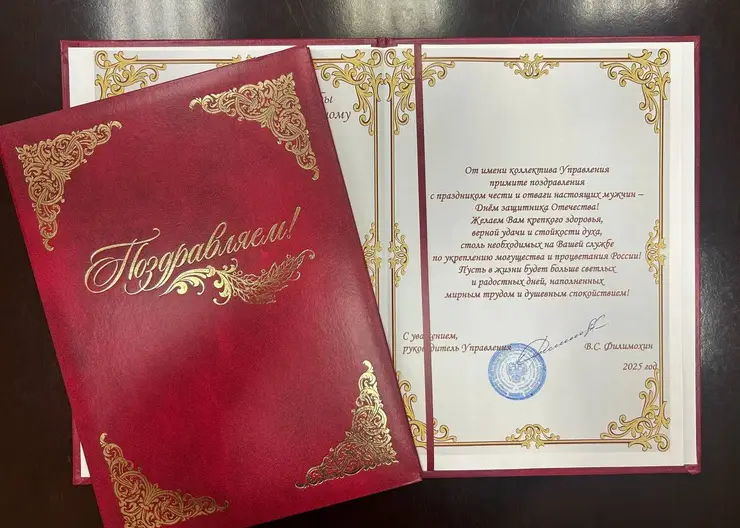 Поздравляем!
бы
ному
От имени коллектива Управления
примите поздравления
с праздником чести и отваги настоящих мужчин –
Днём защитника Отечества!
Желаем Вам крепкого здоровья,
верной удачи и стойкости духа,
столь необходимых на Вашей службе
по укреплению могущества и процветания России!
Пусть в жизни будет больше светлых
и радостных дней, наполненных
мирным трудом и душевным спокойствием!
С уважением,
руководитель Управления В.С. Филимохин
2025 год